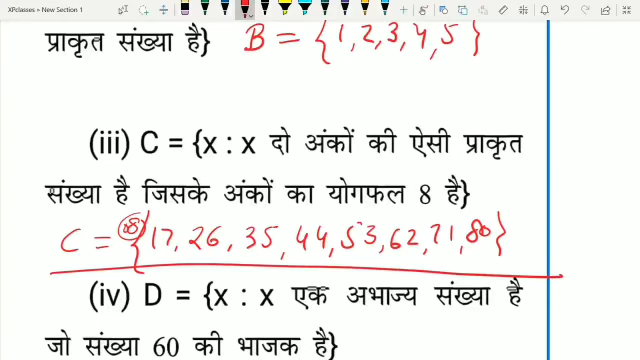 XPclasses » New Section 1
प्राकृत संख्या है} B = {1, 2, 3, 4, 5}
(iii) C = {x : x दो अंकों की ऐसी प्राकृत
संख्या है जिसके अंकों का योगफल 8 है}
08
C = {17, 26, 35, 44, 53, 62, 71, 80}
(iv) D = {x : x एक अभाज्य संख्या है
जो संख्या 60 की भाजक है}